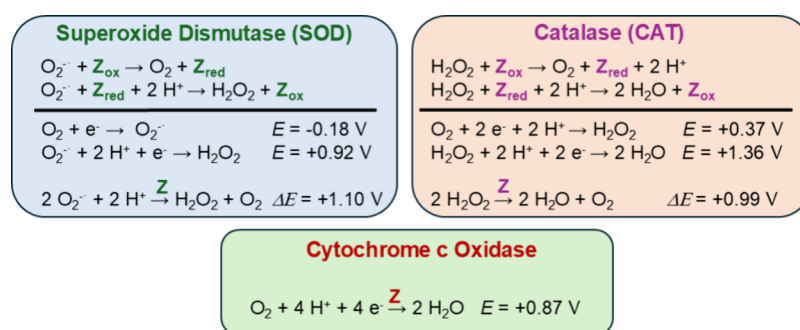 Superoxide Dismutase (SOD)
O₂⁻˙ + Zox → O₂ + Zred
O₂⁻˙ + Zred + 2 H⁺ → H₂O₂ + Zox
O₂ + e⁻ → O₂⁻˙ E = -0.18 V
O₂⁻˙ + 2 H⁺ + e⁻ → H₂O₂ E = +0.92 V
Z
2 O₂⁻˙ + 2 H⁺ → H₂O₂ + O₂ ΔE = +1.10 V
Catalase (CAT)
H₂O₂ + Zox → O₂ + Zred + 2 H⁺
H₂O₂ + Zred + 2 H⁺ → 2 H₂O + Zox
O₂ + 2 e⁻ + 2 H⁺ → H₂O₂ E = +0.37 V
H₂O₂ + 2 H⁺ + 2 e⁻ → 2 H₂O E = +1.36 V
Z
2 H₂O₂ → 2 H₂O + O₂ ΔE = +0.99 V
Cytochrome c Oxidase
Z
O₂ + 4 H⁺ + 4 e⁻ → 2 H₂O E = +0.87 V